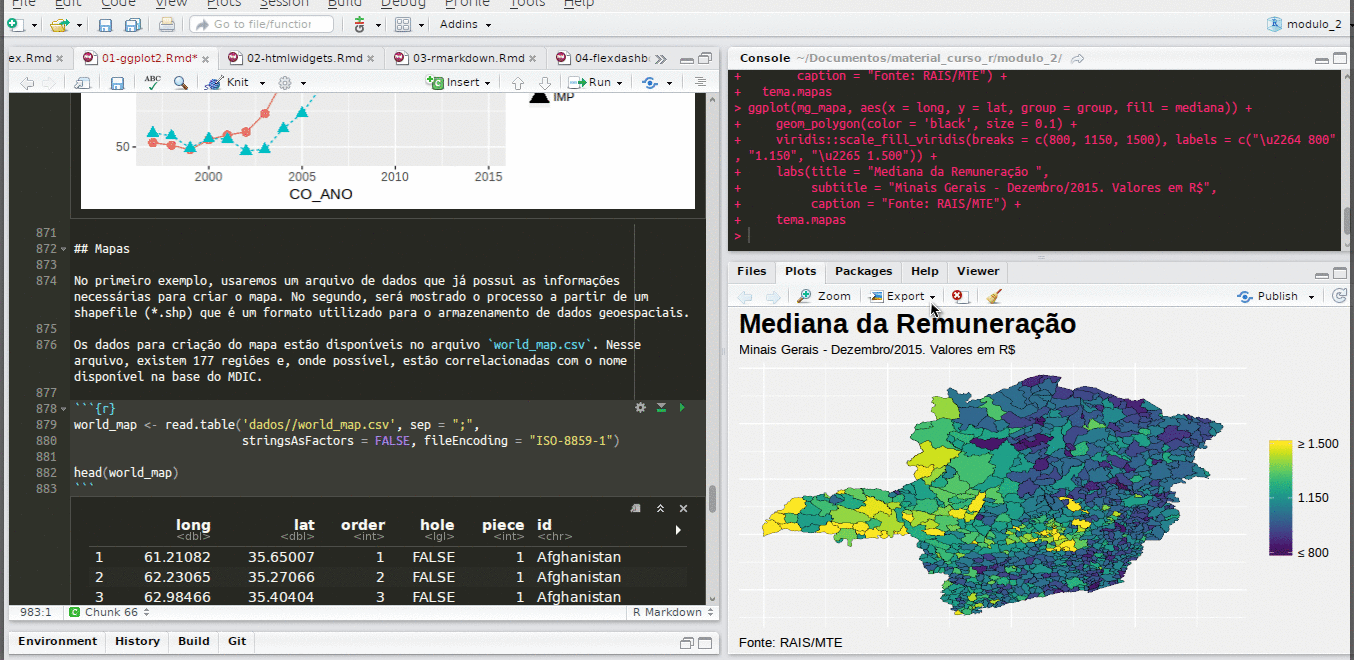 File Edit Code View Plots Session Build Debug Profile Tools Help
Go to file/function Addins modulo_2
ex.Rmd 01-ggplot2.Rmd* 02-htmlwidgets.Rmd 03-rmarkdown.Rmd 04-flexdashb
ABC Knit Insert Run
IMP
50
2000 2005 2010 2015
CO_ANO
871
872 ## Mapas
873
874 No primeiro exemplo, usaremos um arquivo de dados que já possui as informações
necessárias para criar o mapa. No segundo, será mostrado o processo a partir de um
shapefile (*.shp) que é um formato utilizado para o armazenamento de dados geoespaciais.
875
876 Os dados para criação do mapa estão disponíveis no arquivo `world_map.csv`. Nesse
arquivo, existem 177 regiões e, onde possível, estão correlacionadas com o nome
disponível na base do MDIC.
877
878 ```{r}
879 world_map <- read.table('dados//world_map.csv', sep = ";",
880 stringsAsFactors = FALSE, fileEncoding = "ISO-8859-1")
881
882 head(world_map)
883 ```
long lat order hole piece id
<dbl> <dbl> <int> <lgl> <int> <chr>
1 61.21082 35.65007 1 FALSE 1 Afghanistan
2 62.23065 35.27066 2 FALSE 1 Afghanistan
3 62.98466 35.40404 3 FALSE 1 Afghanistan
983:1 C Chunk 66 R Markdown
Environment History Build Git
Console ~/Documentos/material_curso_r/modulo_2/
+ caption = "Fonte: RAIS/MTE") +
+ tema.mapas
> ggplot(mg_mapa, aes(x = long, y = lat, group = group, fill = mediana)) +
+ geom_polygon(color = 'black', size = 0.1) +
+ viridis::scale_fill_viridis(breaks = c(800, 1150, 1500), labels = c("\u2264 800"
, "1.150", "\u2265 1.500")) +
+ labs(title = "Mediana da Remuneração ",
+ subtitle = "Minais Gerais - Dezembro/2015. Valores em R$",
+ caption = "Fonte: RAIS/MTE") +
+ tema.mapas
>
Files Plots Packages Help Viewer
Zoom Export Publish
Mediana da Remuneração
Minais Gerais - Dezembro/2015. Valores em R$
≥ 1.500
1.150
≤ 800
Fonte: RAIS/MTE